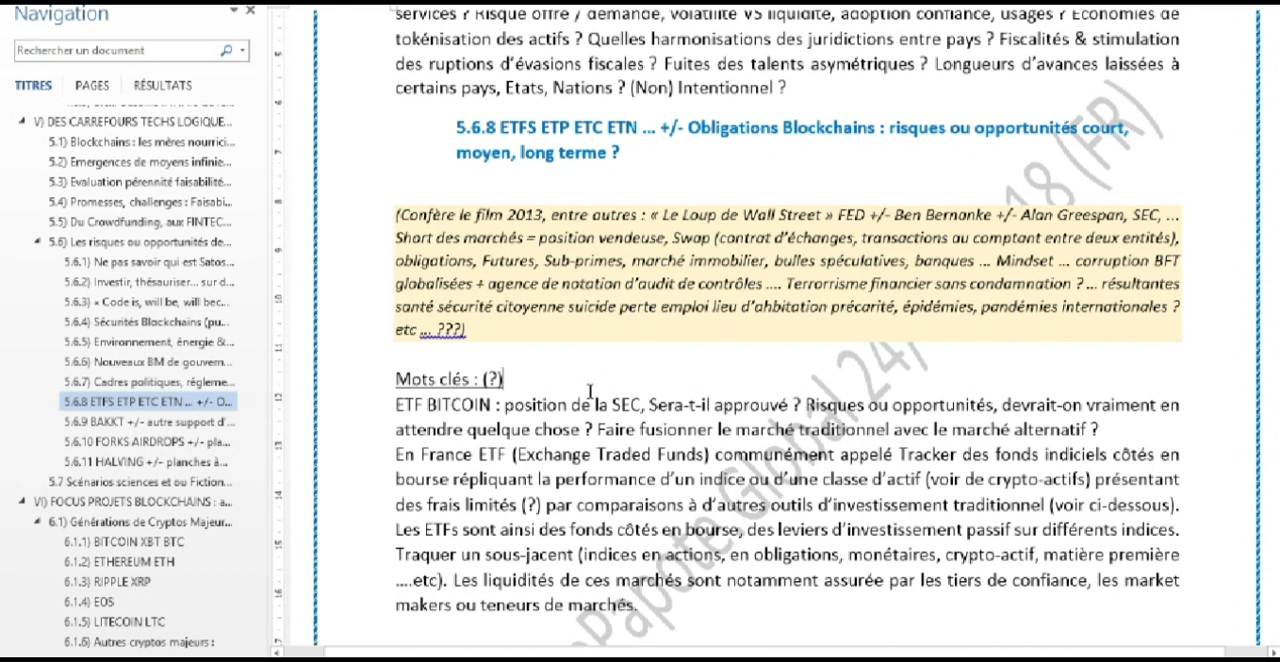 Navigation
Rechercher un document
TITRES PAGES RÉSULTATS
V) DES CARREFOURS TECHS LOGIQUE...
5.1) Blockchains : les mères nourrici...
5.2) Emergences de moyens infinie...
5.3) Evaluation pérennité faisabilité...
5.4) Promesses, challenges : Faisabi...
5.5) Du Crowdfunding, aux FINTEC...
5.6) Les risques ou opportunités de...
5.6.1) Ne pas savoir qui est Satos...
5.6.2) Investir, thésauriser... sur d...
5.6.3) « Code is, will be, will bec...
5.6.4) Sécurités Blockchains (pu...
5.6.5) Environnement, énergie &...
5.6.6) Nouveaux BM de gouvern...
5.6.7) Cadres politiques, régleme...
5.6.8 ETFS ETP ETC ETN ... +/- O...
5.6.9 BAKKT +/- autre support d'...
5.6.10 FORKS AIRDROPS +/- pla...
5.6.11 HALVING +/- planches à...
5.7 Scénarios sciences et ou Fiction...
VI) FOCUS PROJETS BLOCKCHAINS : a...
6.1) Générations de Cryptos Majeur...
6.1.1) BITCOIN XBT BTC
6.1.2) ETHEREUM ETH
6.1.3) RIPPLE XRP
6.1.4) EOS
6.1.5) LITECOIN LTC
6.1.6) Autres cryptos majeurs :
services ? Risque offre / demande, volatilité VS liquidité, adoption confiance, usages ? Economies de
tokénisation des actifs ? Quelles harmonisations des juridictions entre pays ? Fiscalités & stimulation
des ruptions d'évasions fiscales ? Fuites des talents asymétriques ? Longueurs d'avances laissées à
certains pays, Etats, Nations ? (Non) Intentionnel ?
5.6.8 ETFS ETP ETC ETN ... +/- Obligations Blockchains : risques ou opportunités court,
moyen, long terme ?
(Confère le film 2013, entre autres : « Le Loup de Wall Street » FED +/- Ben Bernanke +/- Alan Greespan, SEC, ...
Short des marchés = position vendeuse, Swap (contrat d'échanges, transactions au comptant entre deux entités),
obligations, Futures, Sub-primes, marché immobilier, bulles spéculatives, banques ... Mindset ... corruption BFT
globalisées + agence de notation d'audit de contrôles .... Terrorrisme financier sans condamnation ? ... résultantes
santé sécurité citoyenne suicide perte emploi lieu d'ahbitation précarité, épidémies, pandémies internationales ?
etc ... ???)
Mots clés : (?)
ETF BITCOIN : position de la SEC, Sera-t-il approuvé ? Risques ou opportunités, devrait-on vraiment en
attendre quelque chose ? Faire fusionner le marché traditionnel avec le marché alternatif ?
En France ETF (Exchange Traded Funds) communément appelé Tracker des fonds indiciels côtés en
bourse répliquant la performance d'un indice ou d'une classe d'actif (voir de crypto-actifs) présentant
des frais limités (?) par comparaisons à d'autres outils d'investissement traditionnel (voir ci-dessous).
Les ETFs sont ainsi des fonds côtés en bourse, des leviers d'investissement passif sur différents indices.
Traquer un sous-jacent (indices en actions, en obligations, monétaires, crypto-actif, matière première
....etc). Les liquidités de ces marchés sont notamment assurée par les tiers de confiance, les market
makers ou teneurs de marchés.
Papote Global 24/ 18 (FR)